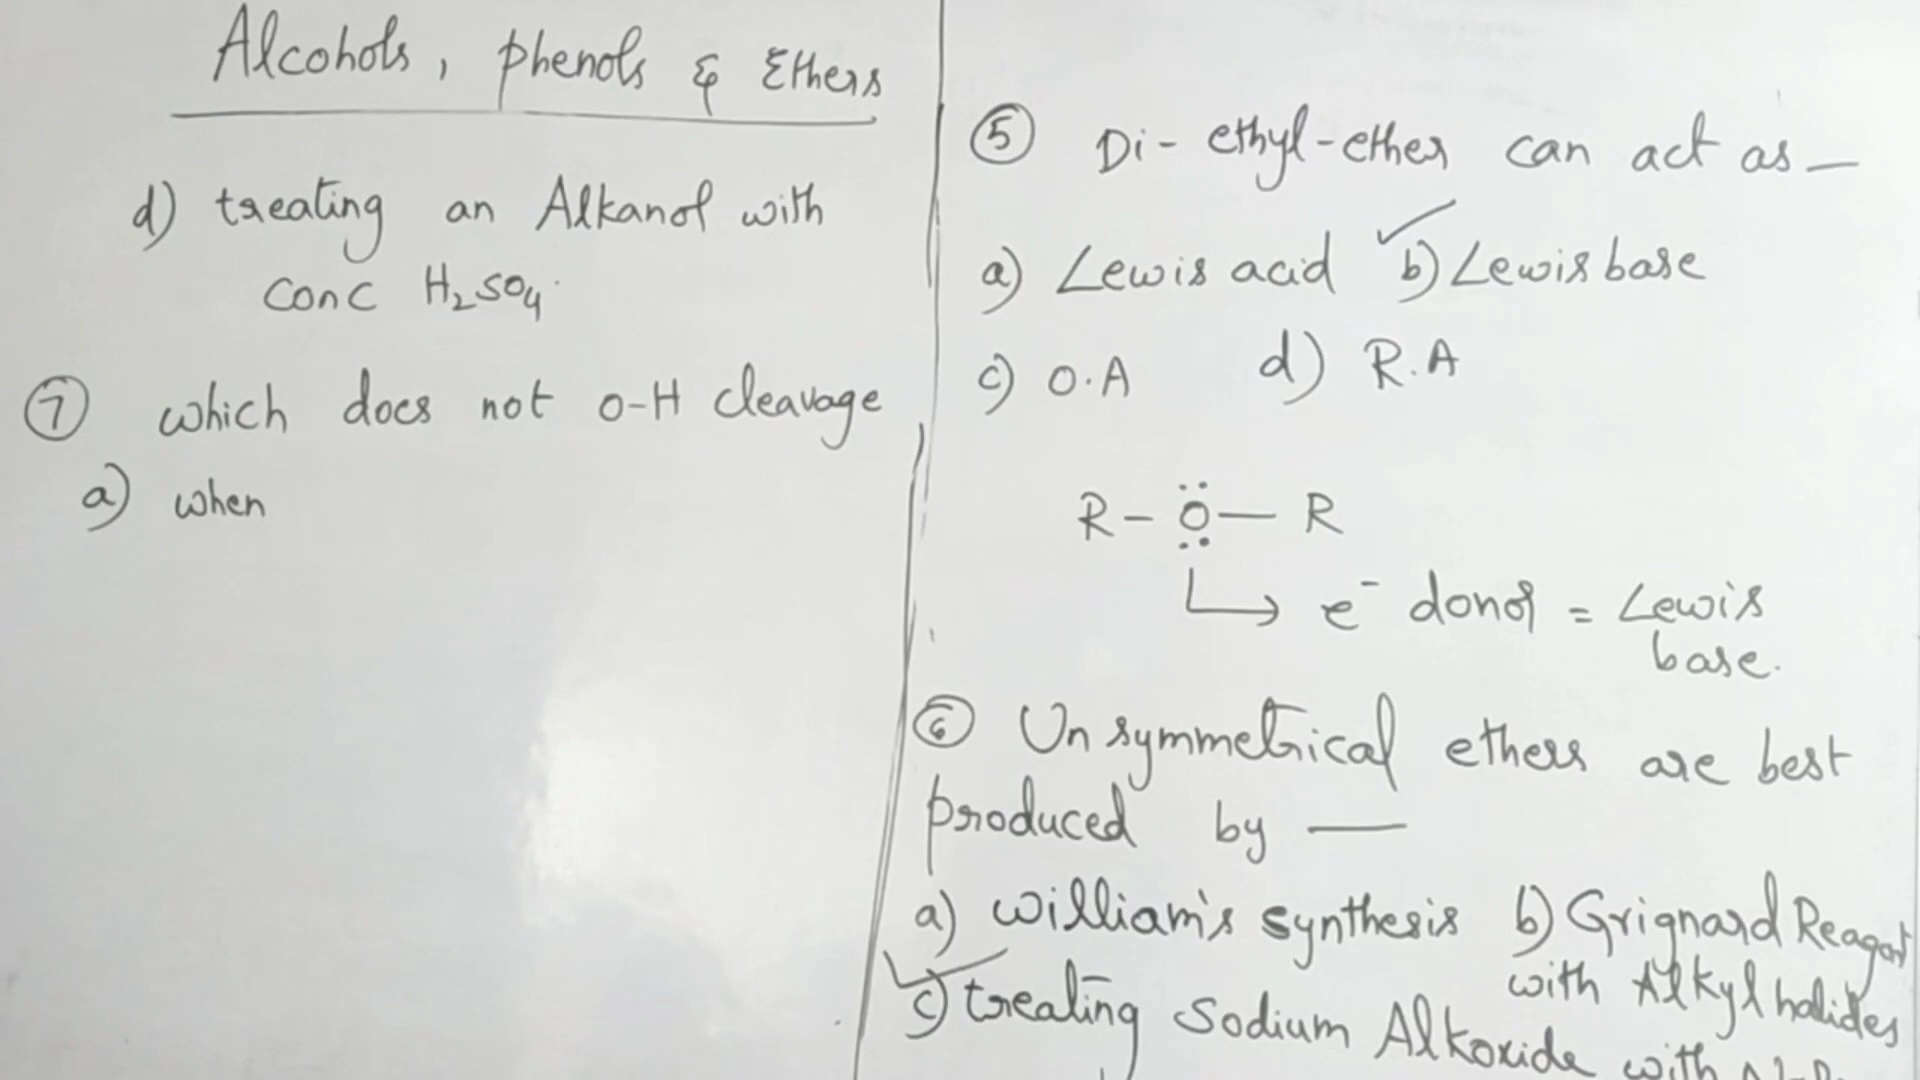 Alcohols, phenols & Ethers
d) treating an Alkanol with
conc H₂SO₄
⑦ which does not O-H cleavage
a) when
⑤ Di-ethyl-ether can act as —
a) Lewis acid b) Lewis base
c) O.A d) R.A
R-O-R
e⁻ donor = Lewis
base.
⑥ Unsymmetrical ethers are best
produced by —
a) william's synthesis b) Grignard Reagent
with Alkyl halides
c) treating Sodium Alkoxide with